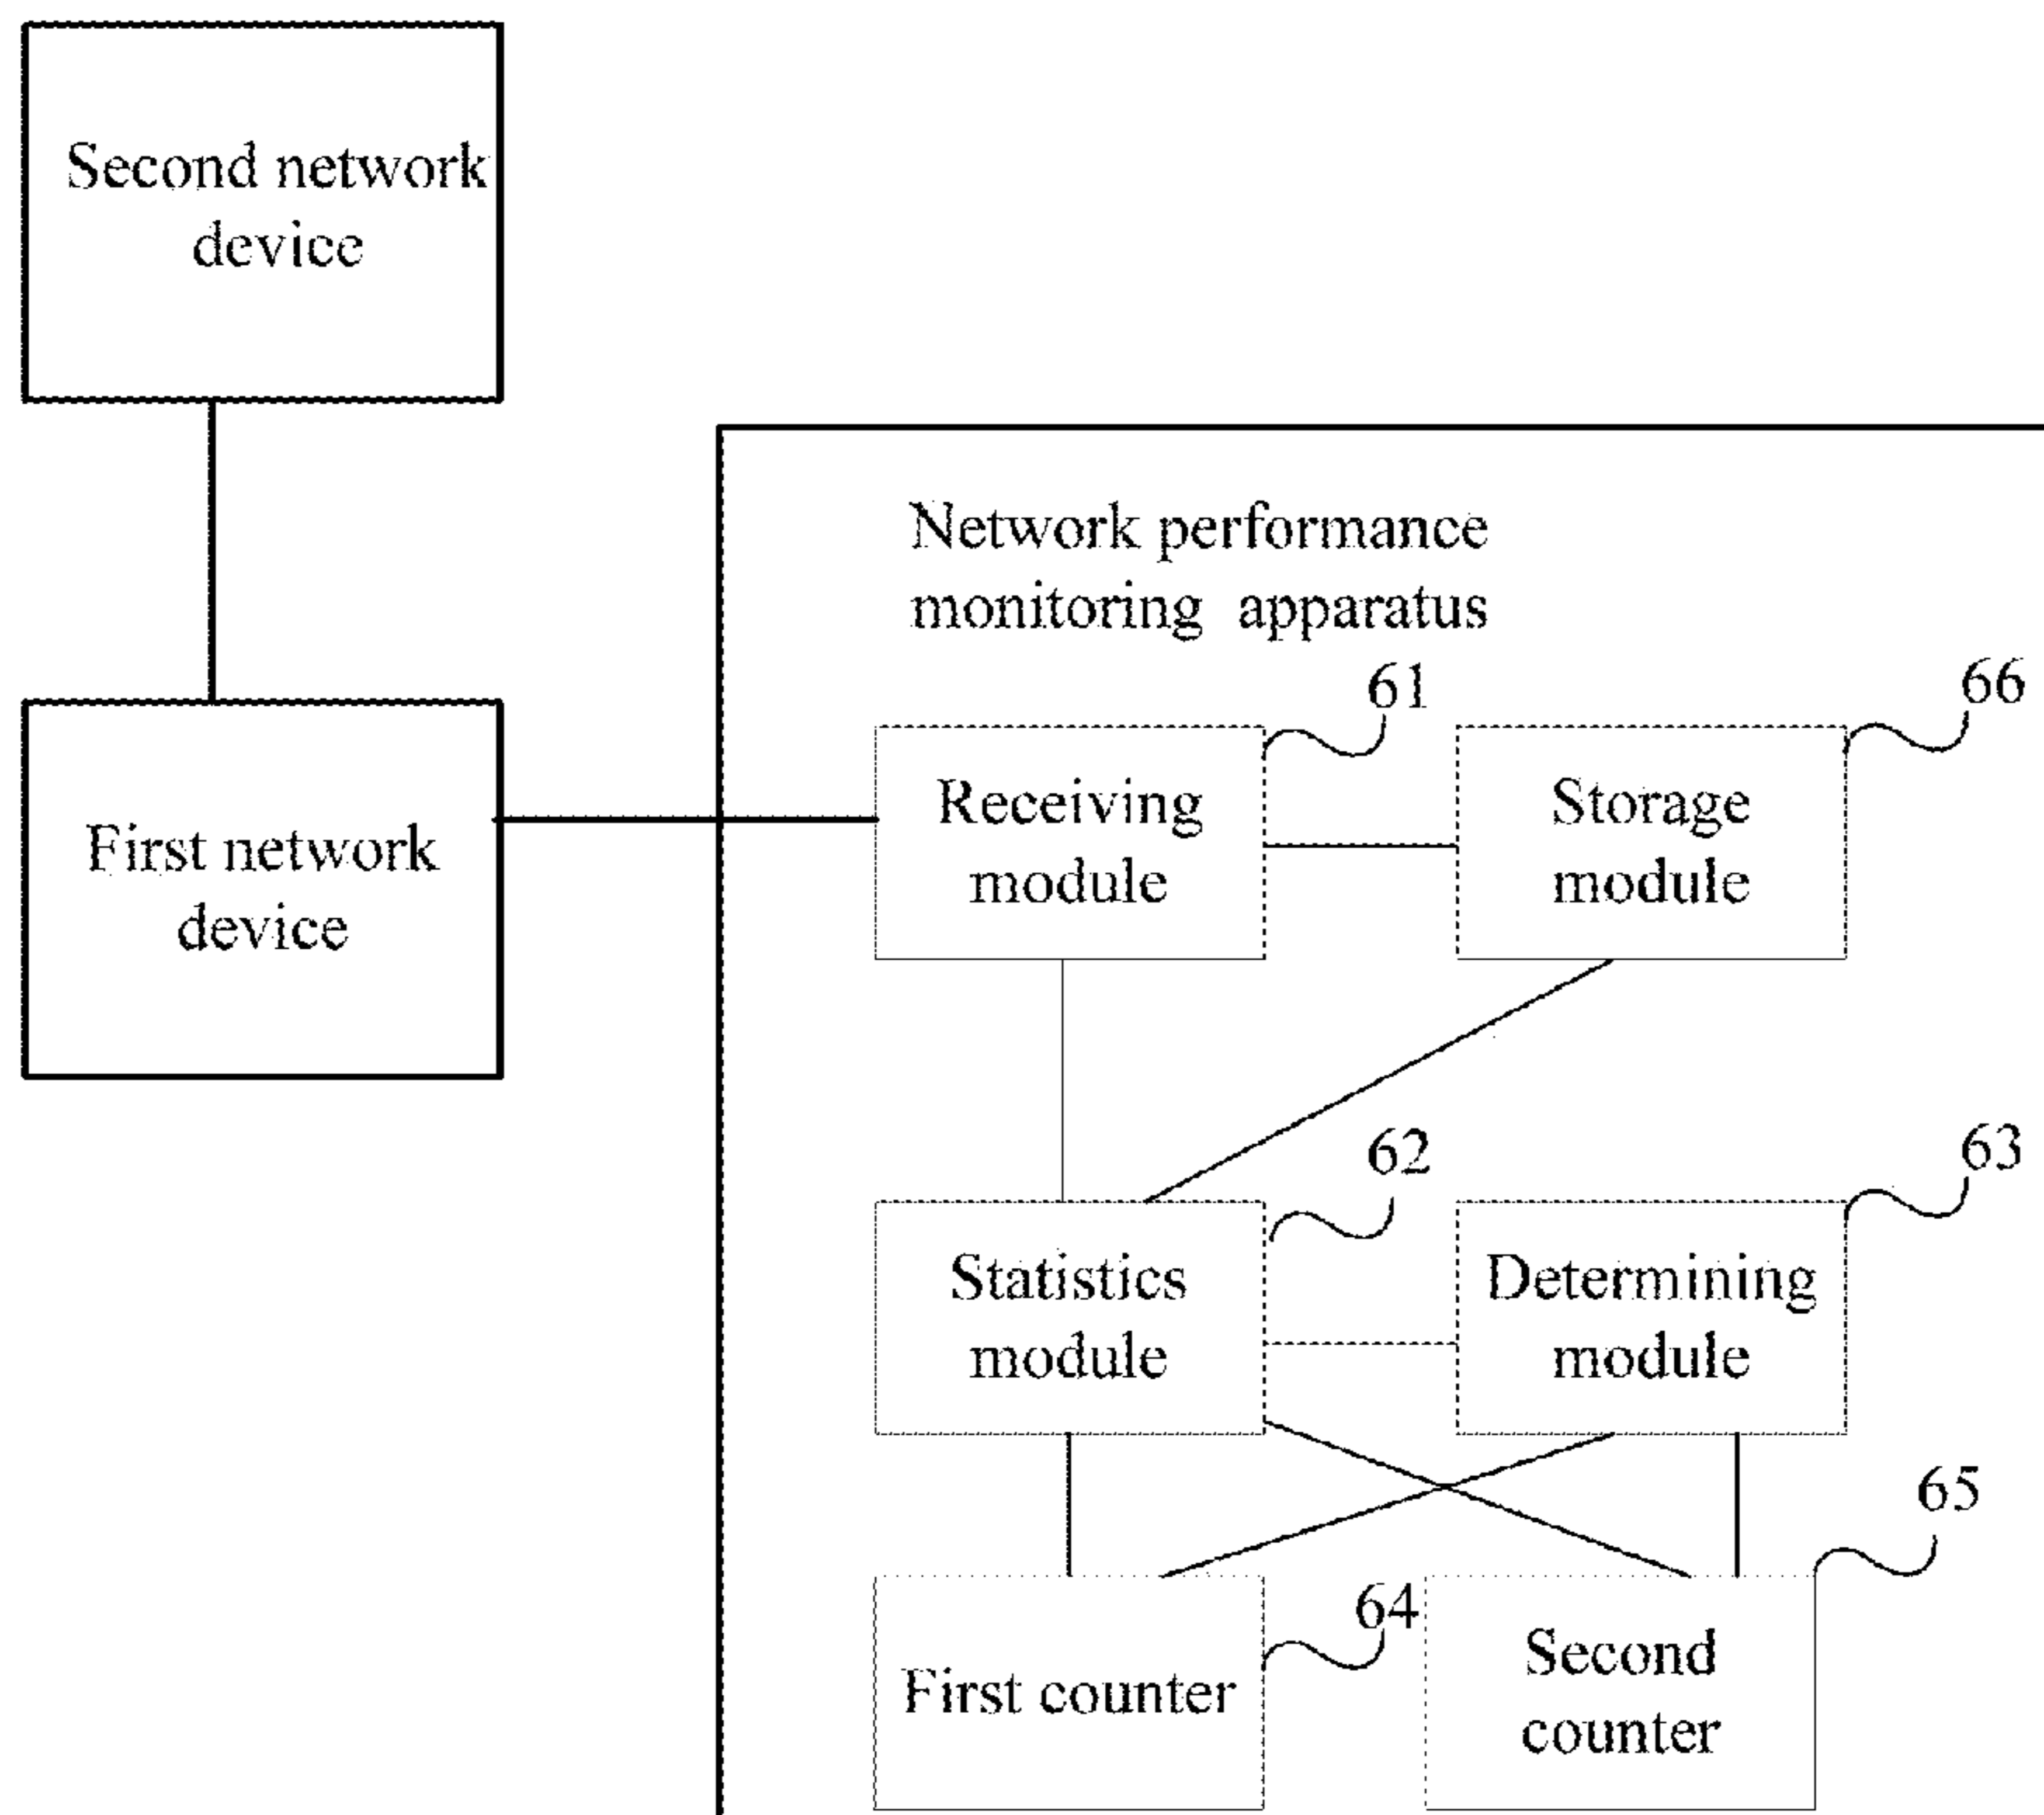 Second network
device
Network performance
monitoring apparatus
61
66
Receiving
module
Storage
module
First network
device
62
63
Statistics
module
Determining
module
65
64
First counter
Second
counter